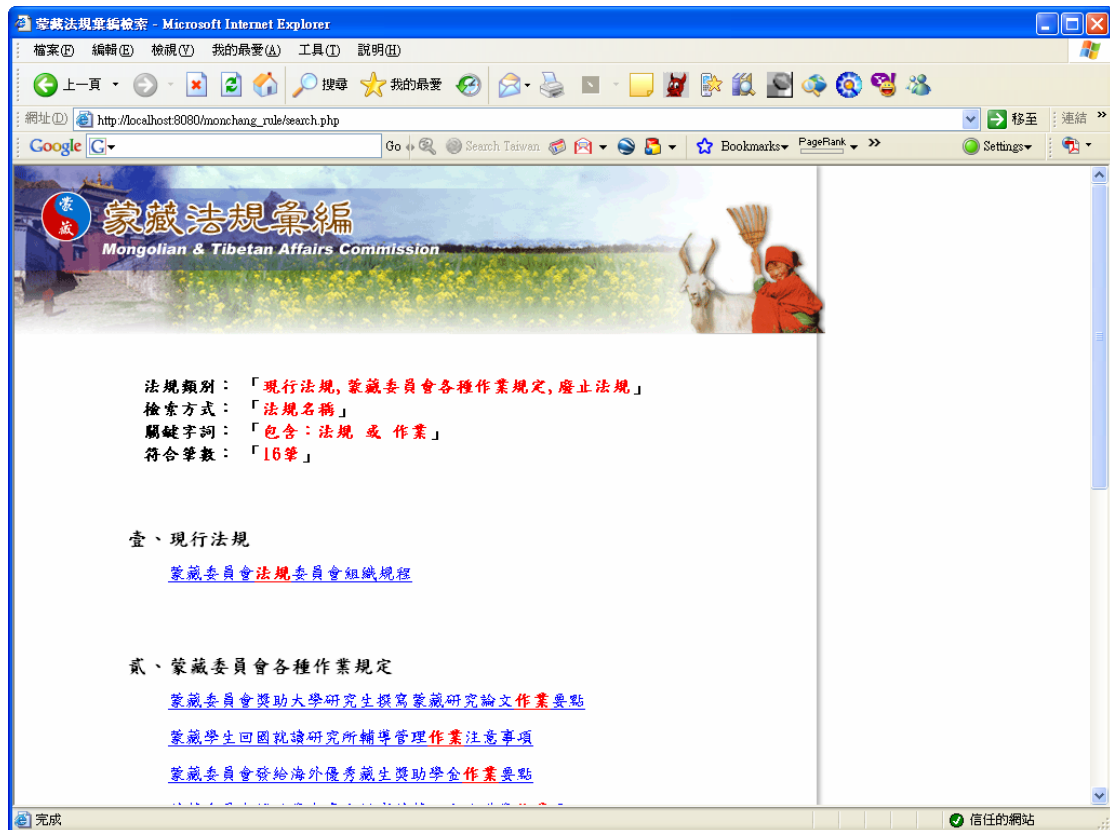 蒙藏法規彙編檢索 - Microsoft Internet Explorer
檔案(F) 編輯(E) 檢視(V) 我的最愛(A) 工具(T) 說明(H)
上一頁 搜尋 我的最愛
網址(D) http://localhost:8080/monchang_rule/search.php 移至 連結 »
Google G Go Search Taiwan Bookmarks PageRank » Settings
蒙藏
蒙藏法規彙編
Mongolian & Tibetan Affairs Commission
法規類別：「現行法規,蒙藏委員會各種作業規定,廢止法規」
檢索方式：「法規名稱」
關鍵字詞：「包含：法規 或 作業」
符合筆數：「16筆」
壹、現行法規
蒙藏委員會法規委員會組織規程
貳、蒙藏委員會各種作業規定
蒙藏委員會獎助大學研究生撰寫蒙藏研究論文作業要點
蒙藏學生回國就讀研究所輔導管理作業注意事項
蒙藏委員會發給海外優秀藏生獎助學金作業要點
完成 信任的網站